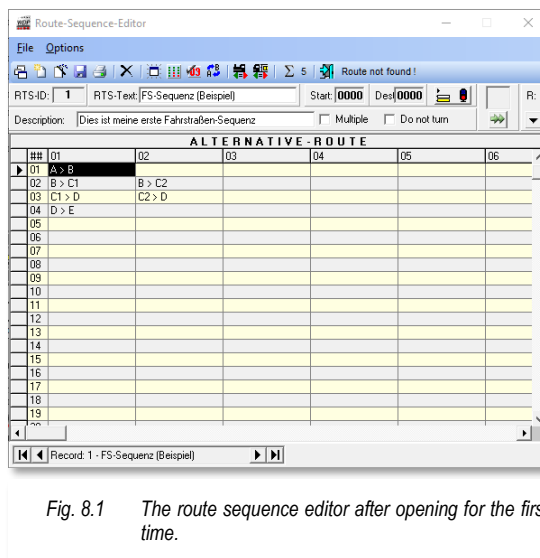 Route-Sequence-Editor
File Options
Σ 5 Route not found !
RTS-ID: 1 RTS-Text: FS-Sequenz (Beispiel) Start: 0000 Desl 0000 R:
Description: Dies ist meine erste Fahrstraßen-Sequenz Multiple Do not turn
ALTERNATIVE-ROUTE
## 01 02 03 04 05 06
01 A > B
02 B > C1 B > C2
03 C1 > D C2 > D
04 D > E
05
06
07
08
09
10
11
12
13
14
15
16
17
18
19
Record: 1 - FS-Sequenz (Beispiel)
Fig. 8.1 The route sequence editor after opening for the first
time.